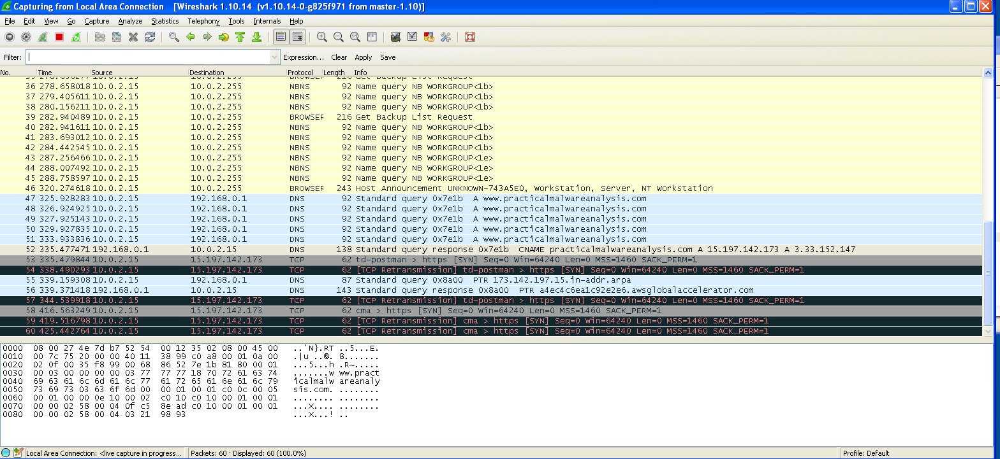 Capturing from Local Area Connection [Wireshark 1.10.14 (v1.10.14-0-g825f971 from master-1.10)]
File Edit View Go Capture Analyze Statistics Telephony Tools Internals Help
Filter: Expression... Clear Apply Save
No. Time Source Destination Protocol Length Info
36 278.658018 10.0.2.15 10.0.2.255 NBNS 92 Name query NB WORKGROUP<1b>
37 279.405611 10.0.2.15 10.0.2.255 NBNS 92 Name query NB WORKGROUP<1b>
38 280.156211 10.0.2.15 10.0.2.255 NBNS 92 Name query NB WORKGROUP<1b>
39 282.940489 10.0.2.15 10.0.2.255 BROWSER 216 Get Backup List Request
40 282.941611 10.0.2.15 10.0.2.255 NBNS 92 Name query NB WORKGROUP<1b>
41 283.693012 10.0.2.15 10.0.2.255 NBNS 92 Name query NB WORKGROUP<1b>
42 284.442545 10.0.2.15 10.0.2.255 NBNS 92 Name query NB WORKGROUP<1b>
43 287.256466 10.0.2.15 10.0.2.255 NBNS 92 Name query NB WORKGROUP<1e>
44 288.007492 10.0.2.15 10.0.2.255 NBNS 92 Name query NB WORKGROUP<1e>
45 288.758597 10.0.2.15 10.0.2.255 NBNS 92 Name query NB WORKGROUP<1e>
46 320.274618 10.0.2.15 10.0.2.255 BROWSER 243 Host Announcement UNKNOWN-743A5E0, Workstation, Server, NT Workstation
47 325.928283 10.0.2.15 192.168.0.1 DNS 92 Standard query 0x7e1b A www.practicalmalwareanalysis.com
48 326.924925 10.0.2.15 192.168.0.1 DNS 92 Standard query 0x7e1b A www.practicalmalwareanalysis.com
49 327.925143 10.0.2.15 192.168.0.1 DNS 92 Standard query 0x7e1b A www.practicalmalwareanalysis.com
50 329.927835 10.0.2.15 192.168.0.1 DNS 92 Standard query 0x7e1b A www.practicalmalwareanalysis.com
51 333.933836 10.0.2.15 192.168.0.1 DNS 92 Standard query 0x7e1b A www.practicalmalwareanalysis.com
52 335.477471 192.168.0.1 10.0.2.15 DNS 138 Standard query response 0x7e1b CNAME practicalmalwareanalysis.com A 15.197.142.173 A 3.33.152.147
53 335.479844 10.0.2.15 15.197.142.173 TCP 62 td-postman > https [SYN] Seq=0 Win=64240 Len=0 MSS=1460 SACK_PERM=1
54 338.490293 10.0.2.15 15.197.142.173 TCP 62 [TCP Retransmission] td-postman > https [SYN] Seq=0 Win=64240 Len=0 MSS=1460 SACK_PERM=1
55 339.159308 10.0.2.15 192.168.0.1 DNS 87 Standard query 0x8a00 PTR 173.142.197.15.in-addr.arpa
56 339.371418 192.168.0.1 10.0.2.15 DNS 143 Standard query response 0x8a00 PTR a4ec4c6ea1c92e2e6.awsglobalaccelerator.com
57 344.539918 10.0.2.15 15.197.142.173 TCP 62 [TCP Retransmission] td-postman > https [SYN] Seq=0 Win=64240 Len=0 MSS=1460 SACK_PERM=1
58 416.563249 10.0.2.15 15.197.142.173 TCP 62 cma > https [SYN] Seq=0 Win=64240 Len=0 MSS=1460 SACK_PERM=1
59 419.516798 10.0.2.15 15.197.142.173 TCP 62 [TCP Retransmission] cma > https [SYN] Seq=0 Win=64240 Len=0 MSS=1460 SACK_PERM=1
60 425.442764 10.0.2.15 15.197.142.173 TCP 62 [TCP Retransmission] cma > https [SYN] Seq=0 Win=64240 Len=0 MSS=1460 SACK_PERM=1
0000 08 00 27 4e 7d b7 52 54 00 12 35 02 08 00 45 00 ..'N}.RT ..5...E.
0010 00 7c 75 20 00 00 40 11 38 99 c0 a8 00 01 0a 00 .|u ..@. 8.......
0020 02 0f 00 35 f8 99 00 68 86 52 7e 1b 81 80 00 01 ...5...h .R~.....
0030 00 03 00 00 00 00 03 77 77 77 18 70 72 61 63 74 .......w ww.pract
0040 69 63 61 6c 6d 61 6c 77 61 72 65 61 6e 61 6c 79 icalmalw areanaly
0050 73 69 73 03 63 6f 6d 00 00 01 00 01 c0 0c 00 05 sis.com. ........
0060 00 01 00 00 0e 10 00 02 c0 10 c0 10 00 01 00 01 ........ ........
0070 00 00 02 58 00 04 0f c5 8e ad c0 10 00 01 00 01 ...X.... ........
0080 00 00 02 58 00 04 03 21 98 93 ...X...! ..
Local Area Connection: <live capture in progress... Packets: 60 · Displayed: 60 (100.0%) Profile: Default